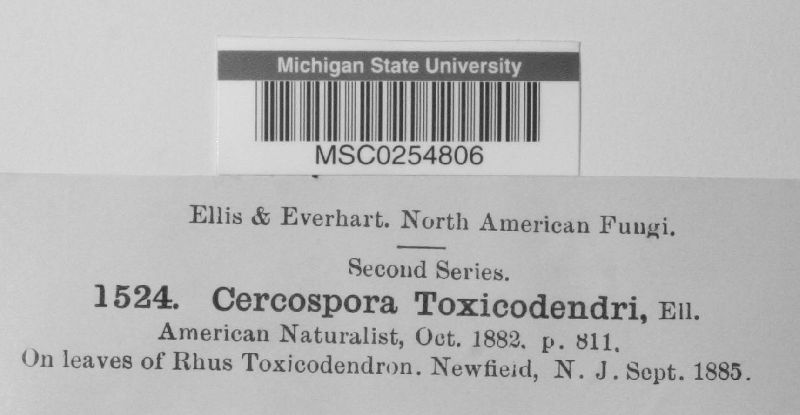 Michigan State University
MSC0254806
Ellis & Everhart. North American Fungi.
Second Series.
1524. Cercospora Toxicodendri, Ell.
American Naturalist, Oct. 1882. p. 811.
On leaves of Rhus Toxicodendron. Newfield, N. J. Sept. 1885.